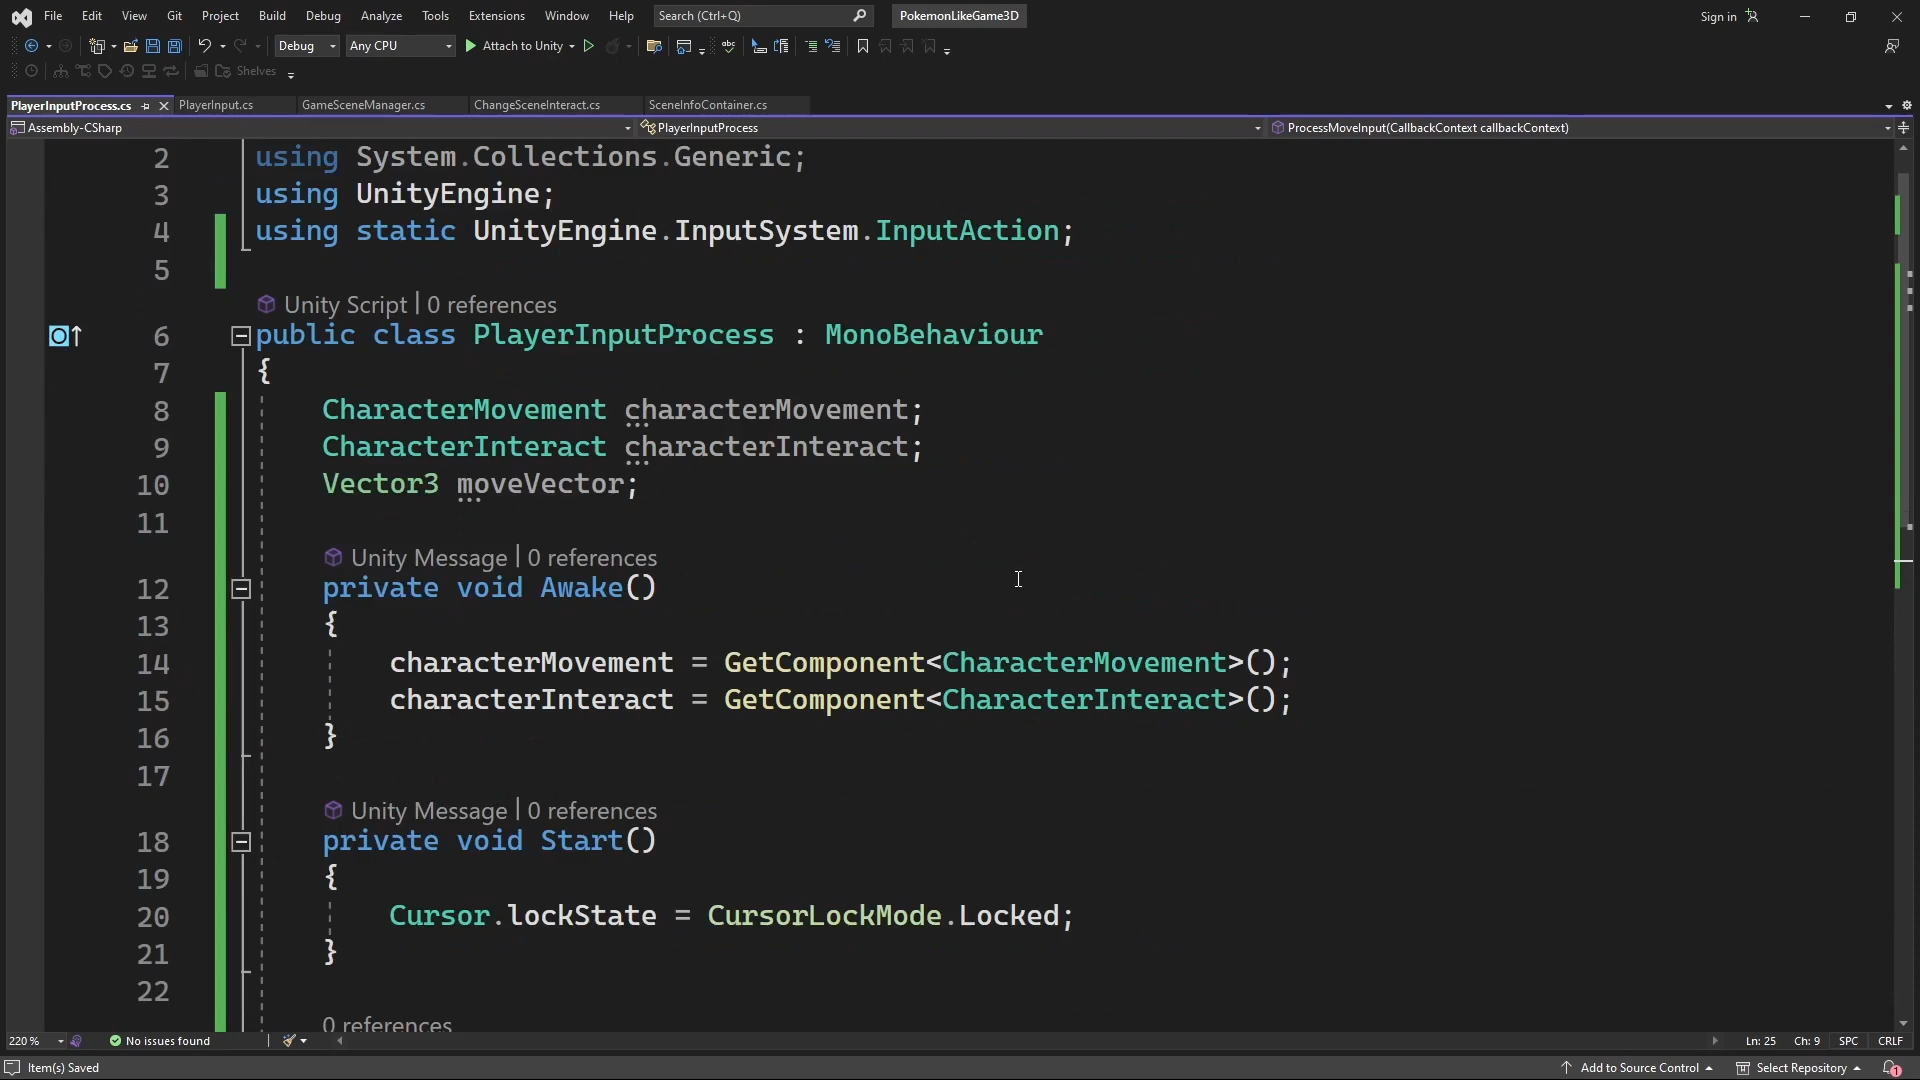 File Edit View Git Project Build Debug Analyze Tools Extensions Window Help Search (Ctrl+Q) PokemonLikeGame3D Sign in
Debug Any CPU Attach to Unity
Shelves
PlayerInputProcess.cs PlayerInput.cs GameSceneManager.cs ChangeSceneInteract.cs SceneInfoContainer.cs
Assembly-CSharp PlayerInputProcess ProcessMoveInput(CallbackContext callbackContext)
2 using System.Collections.Generic;
3 using UnityEngine;
4 using static UnityEngine.InputSystem.InputAction;
5
Unity Script | 0 references
6 public class PlayerInputProcess : MonoBehaviour
7 {
8 CharacterMovement characterMovement;
9 CharacterInteract characterInteract;
10 Vector3 moveVector;
11
Unity Message | 0 references
12 private void Awake()
13 {
14 characterMovement = GetComponent<CharacterMovement>();
15 characterInteract = GetComponent<CharacterInteract>();
16 }
17
Unity Message | 0 references
18 private void Start()
19 {
20 Cursor.lockState = CursorLockMode.Locked;
21 }
22
0 references
220 % No issues found Ln: 25 Ch: 9 SPC CRLF
Item(s) Saved Add to Source Control Select Repository 1